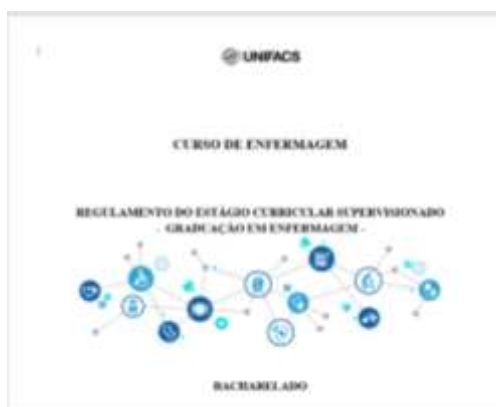 UNIFACS
CURSO DE ENFERMAGEM
REGULAMENTO DO ESTÁGIO CURRICULAR SUPERVISIONADO
- GRADUAÇÃO EM ENFERMAGEM -
BACHARELADO